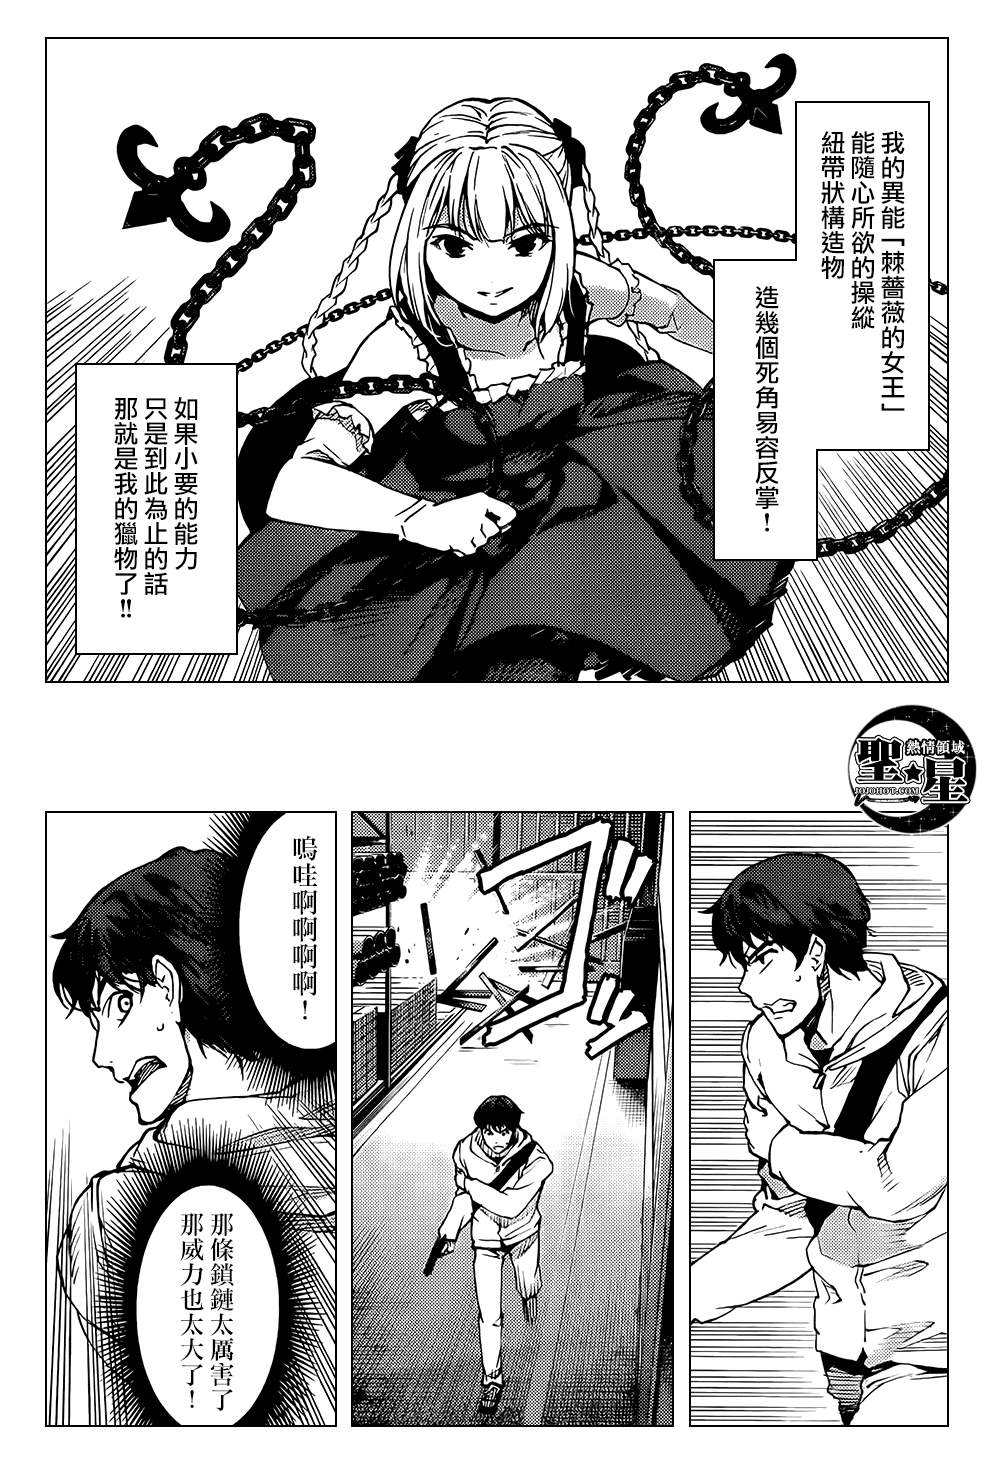 我的異能「棘薔薇的女王」
能隨心所欲的操縱
紐帶狀構造物
造幾個死角易容反掌！
如果小要的能力
只是到此為止的話
那就是我的獵物了!!
熱情領域
聖★星
JOJOHOT.COM
嗚哇啊啊啊啊！
那條鎖鏈太厲害了
那威力也太大了！